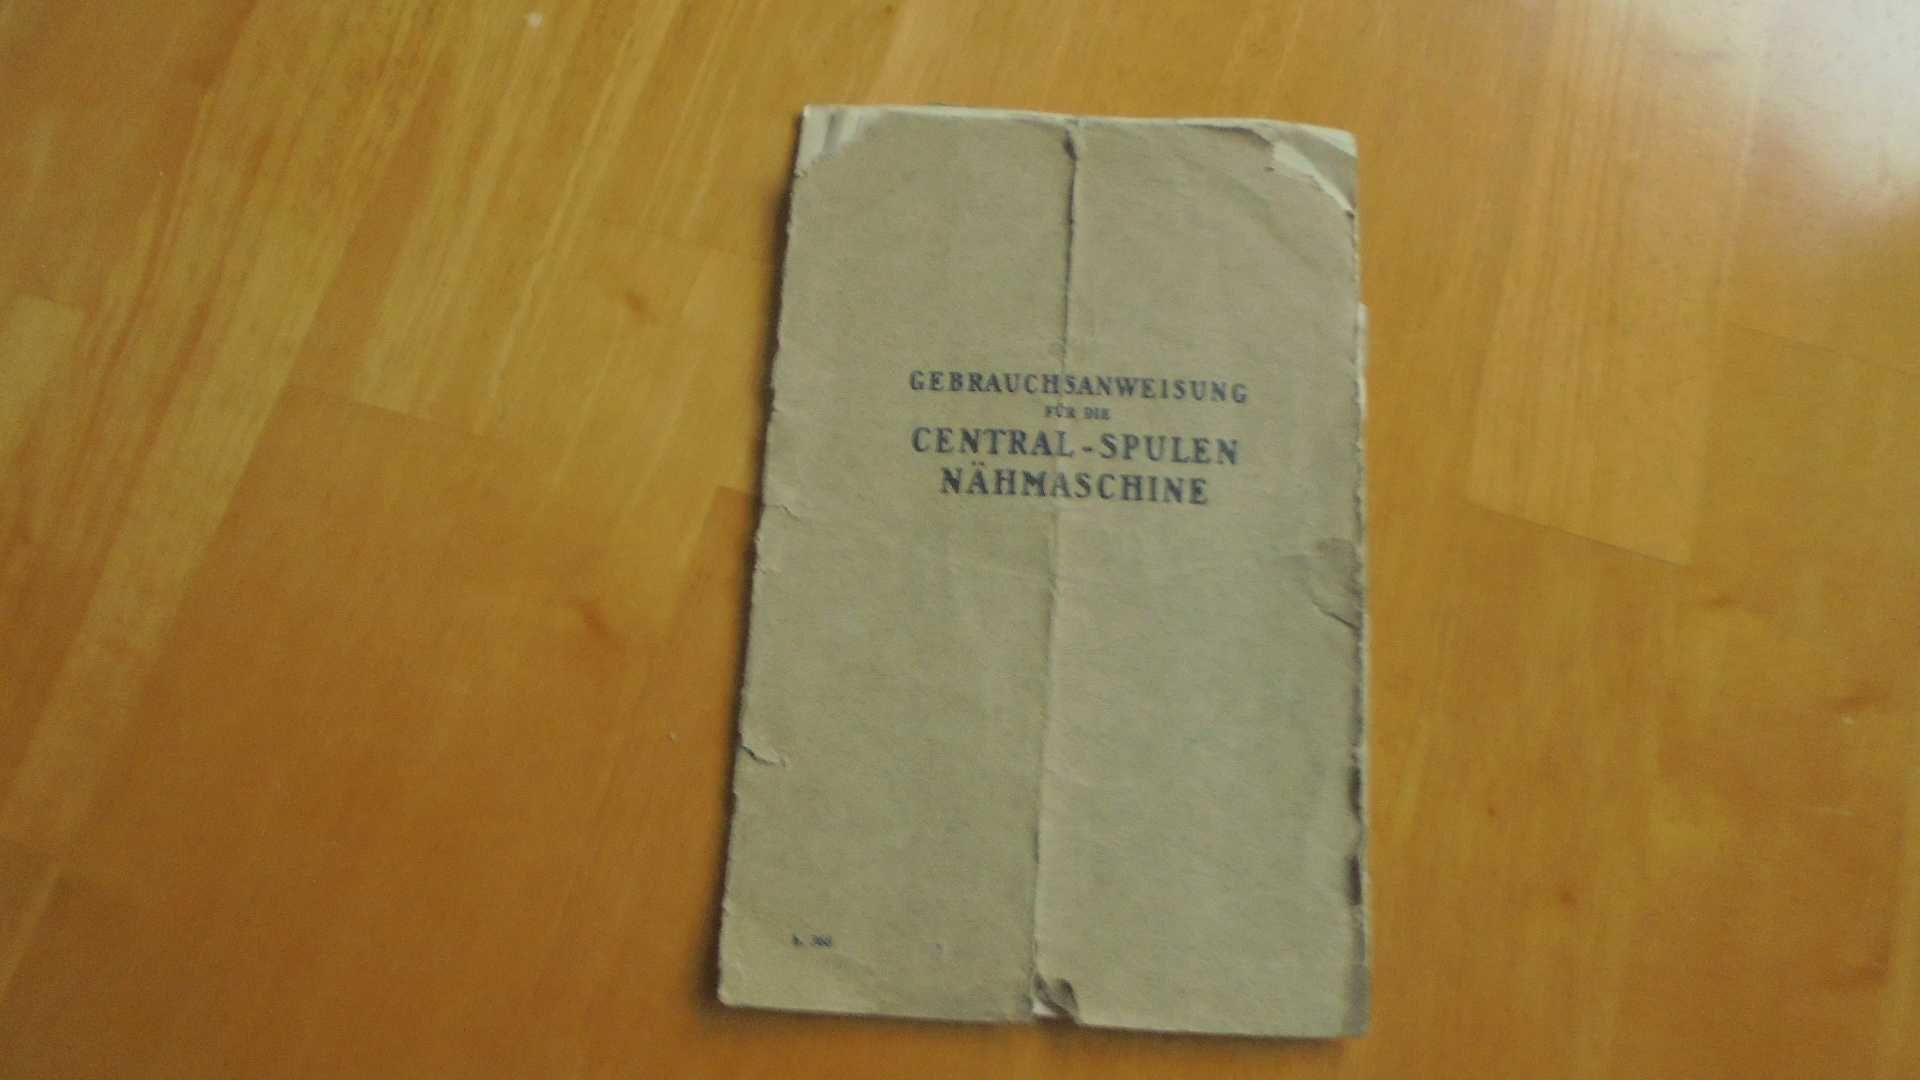 GEBRAUCHSANWEISUNG
FÜR DIE
CENTRAL-SPULEN
NÄHMASCHINE